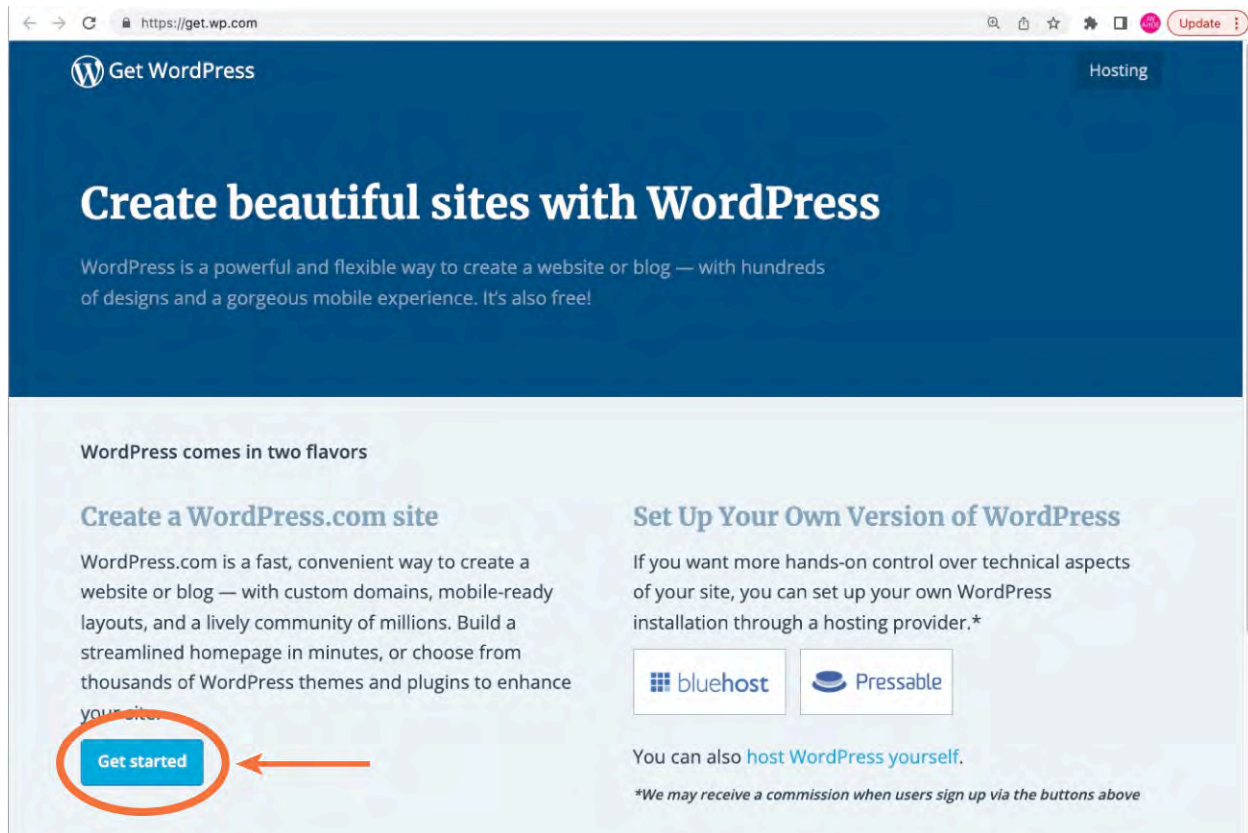 https://get.wp.com
Update
Get WordPress
Hosting
Create beautiful sites with WordPress
WordPress is a powerful and flexible way to create a website or blog — with hundreds
of designs and a gorgeous mobile experience. It's also free!
WordPress comes in two flavors
Create a WordPress.com site
WordPress.com is a fast, convenient way to create a
website or blog — with custom domains, mobile-ready
layouts, and a lively community of millions. Build a
streamlined homepage in minutes, or choose from
thousands of WordPress themes and plugins to enhance
your site.
Get started
Set Up Your Own Version of WordPress
If you want more hands-on control over technical aspects
of your site, you can set up your own WordPress
installation through a hosting provider.*
bluehost
Pressable
You can also host WordPress yourself.
*We may receive a commission when users sign up via the buttons above